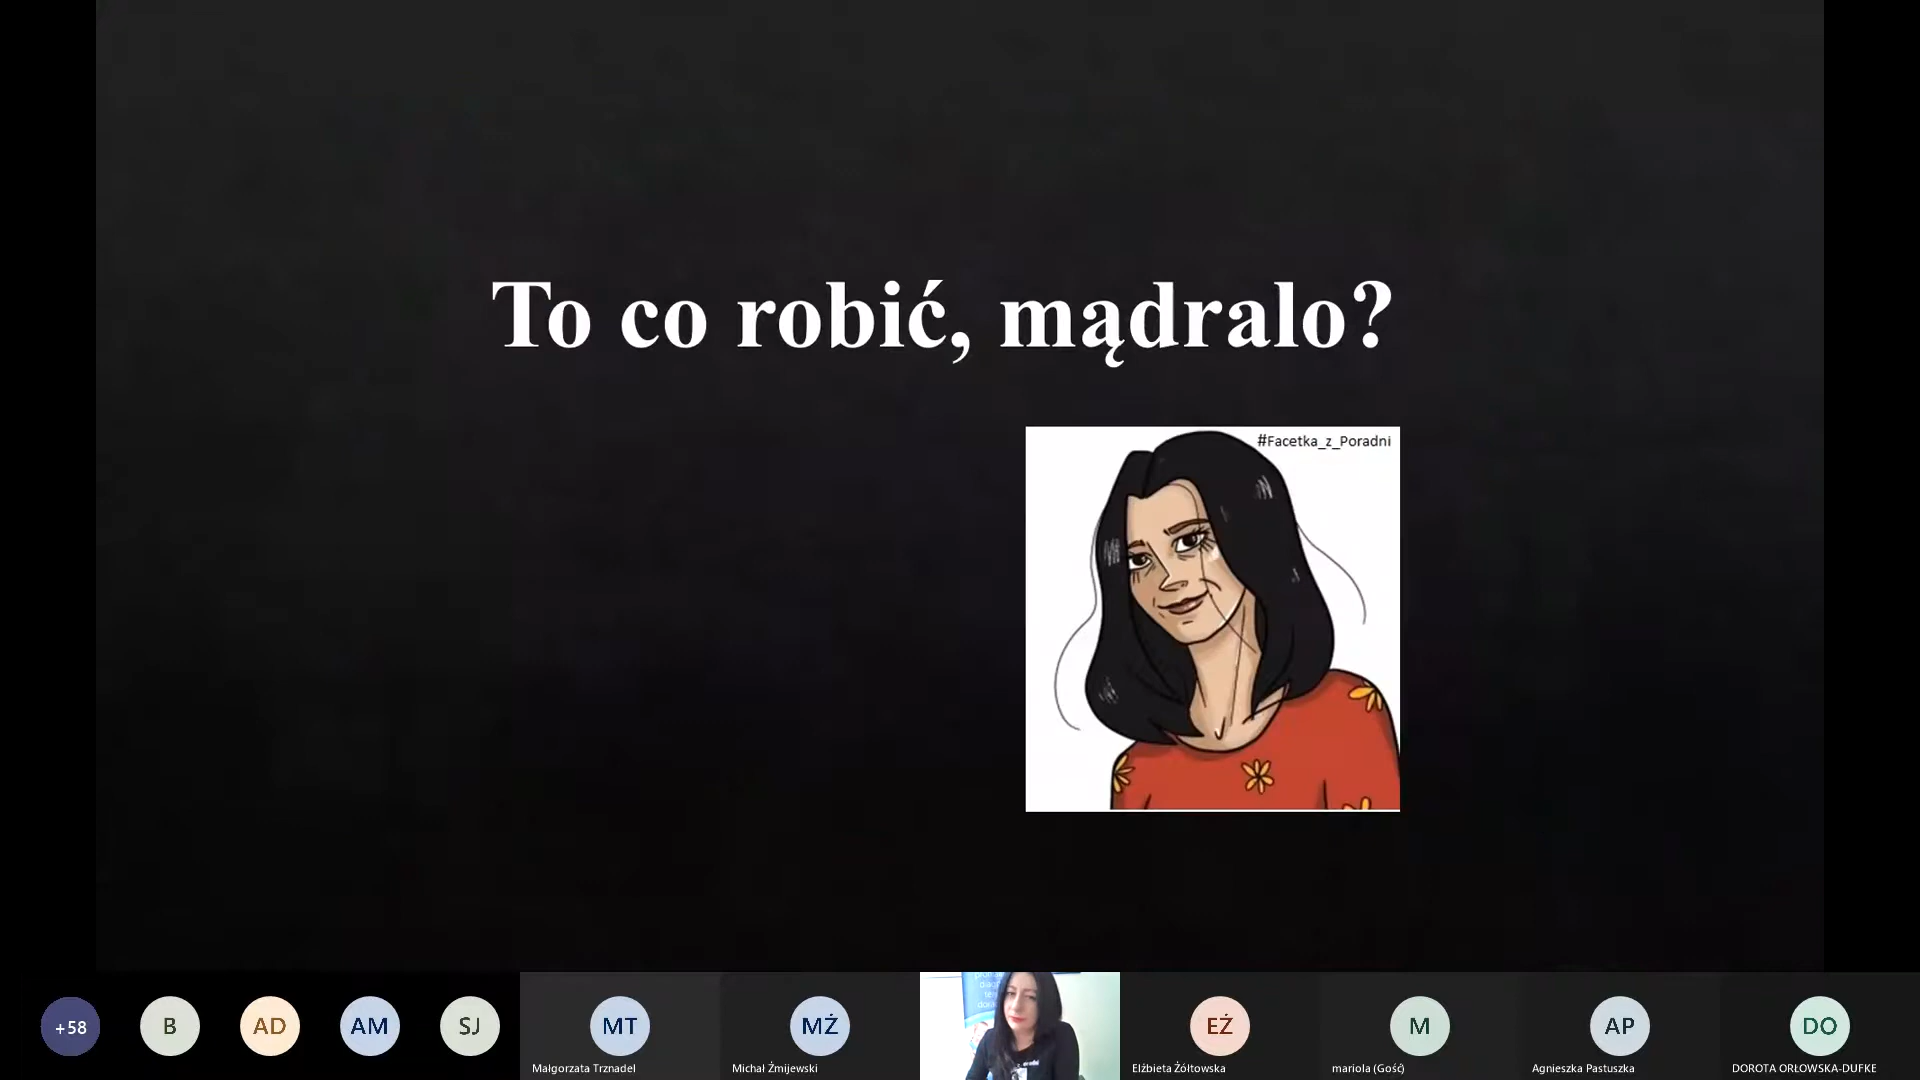 To co robić, mądralo?
#Facetka_z_Poradni
+58
B
AD
AM
SJ
MT
Małgorzata Trznadel
MŻ
Michał Żmijewski
EŻ
Elżbieta Żółtowska
M
mariola (Gość)
AP
Agnieszka Pastuszka
DO
DOROTA ORŁOWSKA-DUFKE